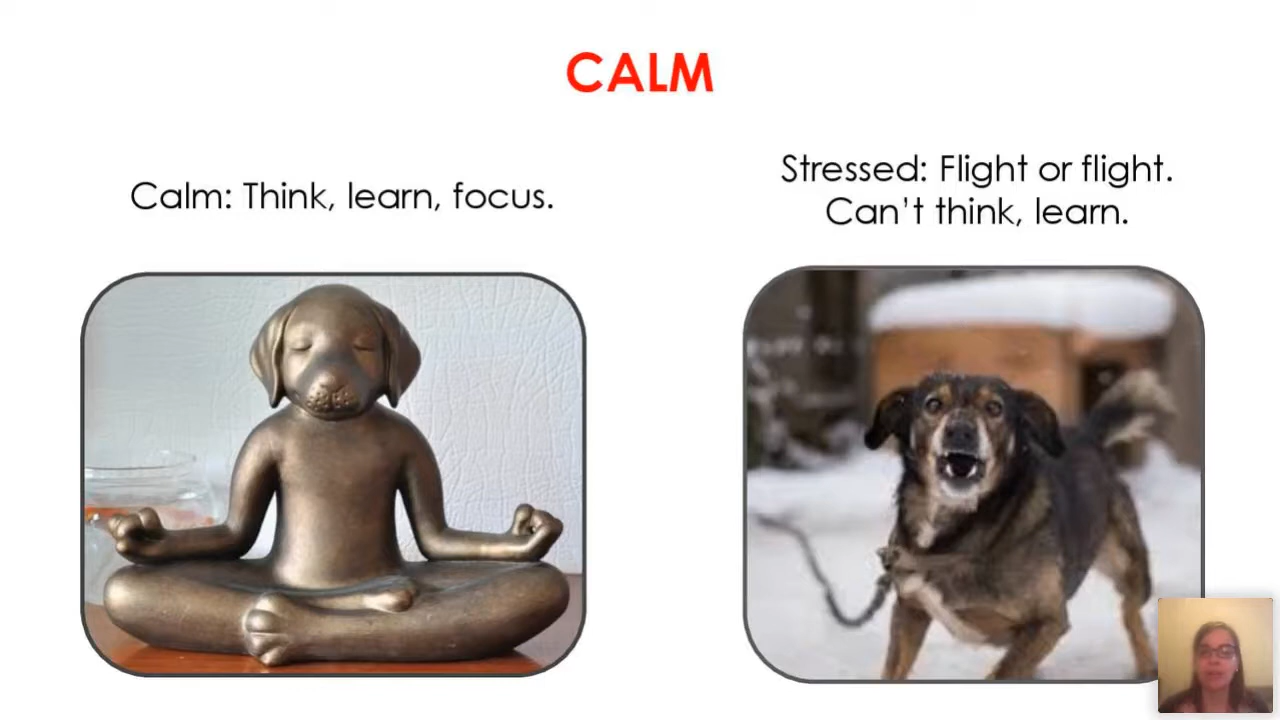 CALM
Calm: Think, learn, focus.
Stressed: Flight or flight.
Can't think, learn.